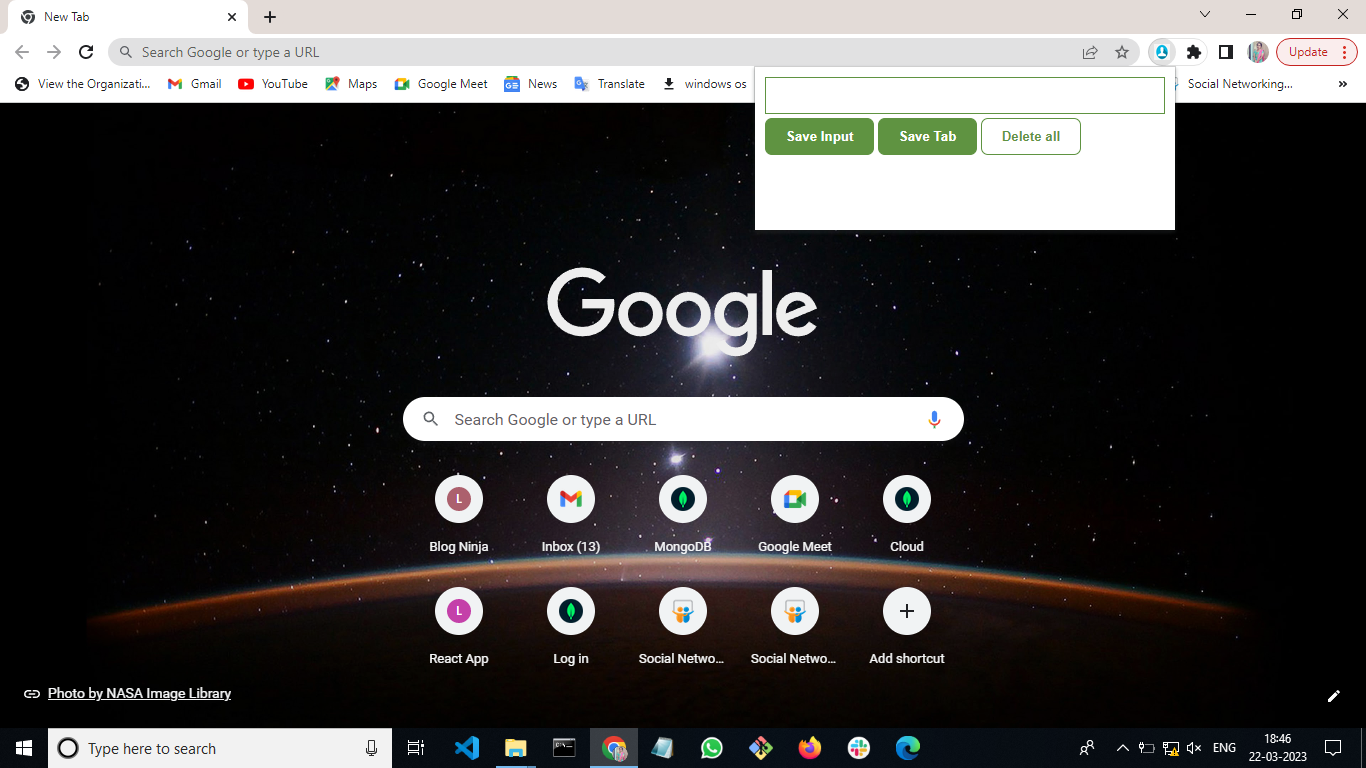 New Tab
Search Google or type a URL
Update
View the Organizati...
Gmail
YouTube
Maps
Google Meet
News
Translate
windows os
Social Networking...
»
Save Input
Save Tab
Delete all
Google
Search Google or type a URL
L
Blog Ninja
Inbox (13)
MongoDB
Google Meet
Cloud
L
React App
Log in
Social Netwo...
Social Netwo...
Add shortcut
Photo by NASA Image Library
Type here to search
ENG
18:46
22-03-2023